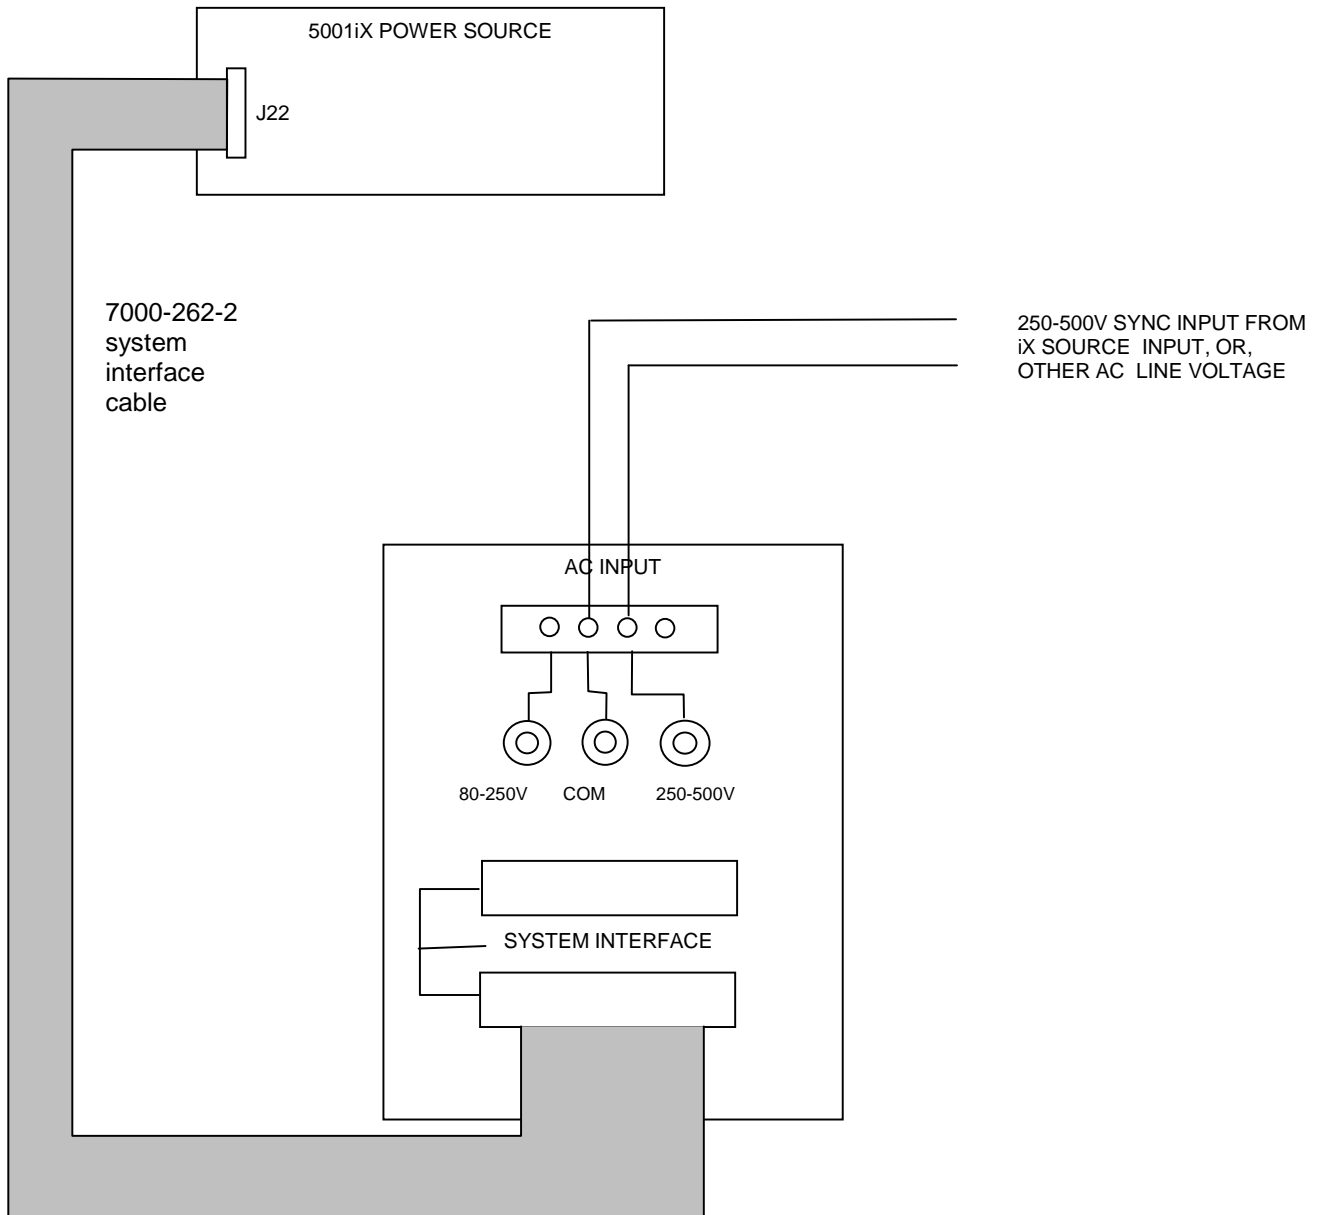 5001iX POWER SOURCE
J22
7000-262-2
system
interface
cable
250-500V SYNC INPUT FROM
iX SOURCE INPUT, OR,
OTHER AC LINE VOLTAGE
AC INPUT
80-250V COM 250-500V
SYSTEM INTERFACE